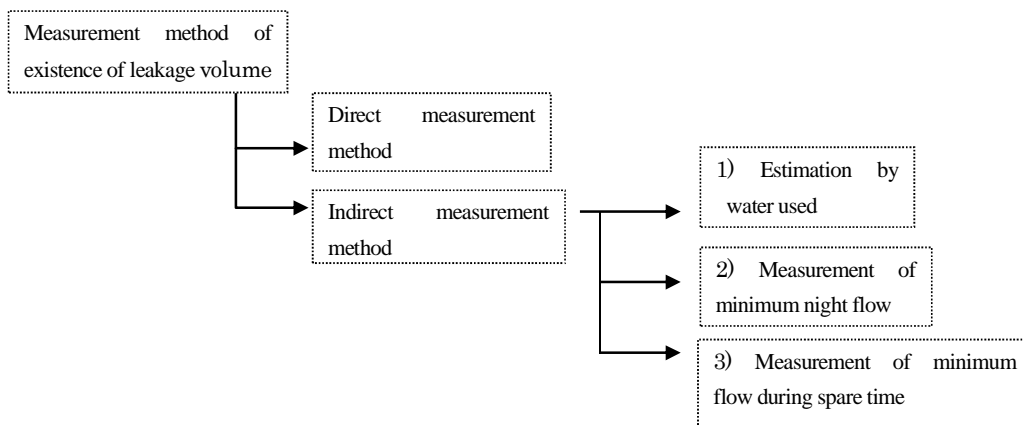 Measurement method of
existence of leakage volume
Direct measurement
method
Indirect measurement
method
1) Estimation by
water used
2) Measurement of
minimum night flow
3) Measurement of minimum
flow during spare time